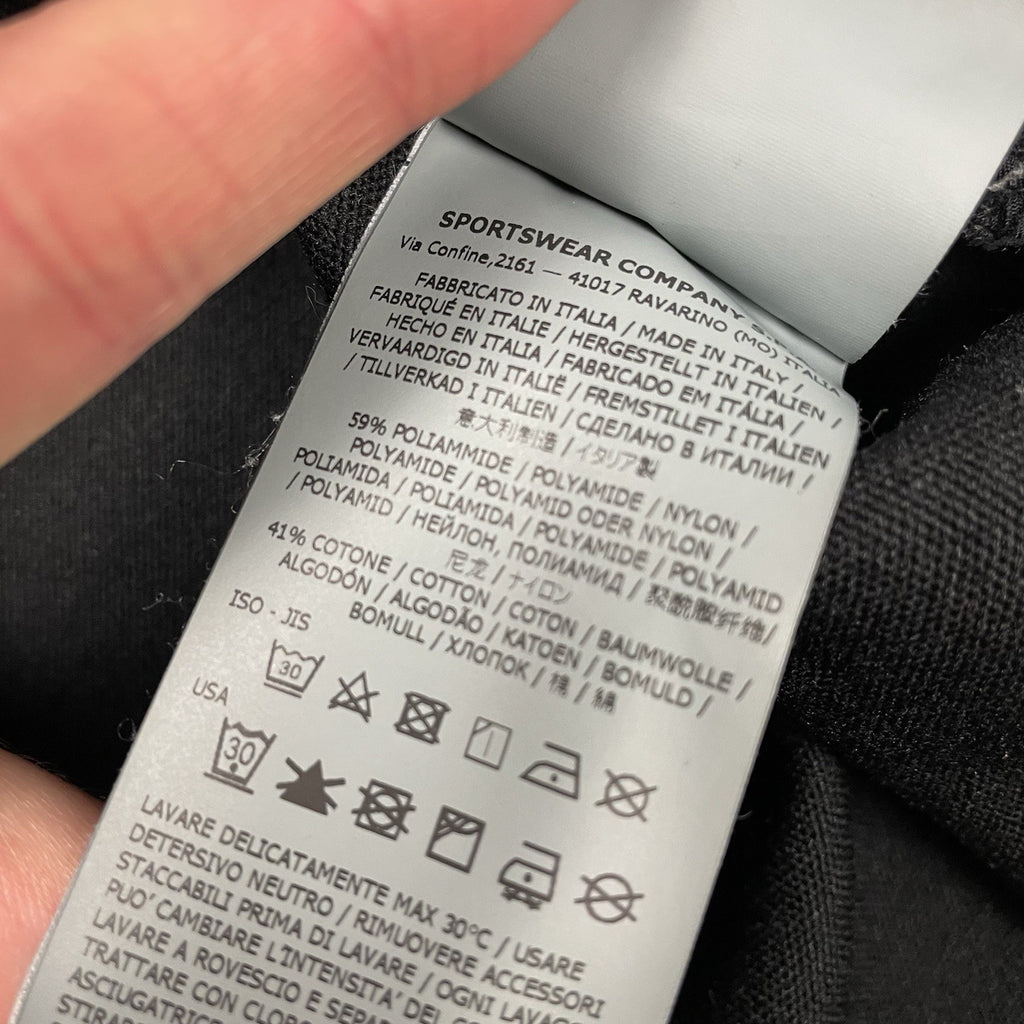 SPORTSWEAR COMPANY
Via Confine,2161 — 41017 RAVARINO (MO) ITALIA
FABBRICATO IN ITALIA / MADE IN ITALY /
FABRIQUÉ EN ITALIE / HERGESTELLT IN ITALIEN /
HECHO EN ITALIA / FABRICADO EM ITÁLIA /
VERVAARDIGD IN ITALIË / FREMSTILLET I ITALIEN
/ TILLVERKAD I ITALIEN / СДЕЛАНО В ИТАЛИИ /
意大利制造 / イタリア製
59% POLIAMMIDE / POLYAMIDE / NYLON /
POLYAMIDE / POLYAMID ODER NYLON /
POLIAMIDA / POLIAMIDA / POLYAMIDE / POLYAMID
/ POLYAMID / НЕЙЛОН, ПОЛИАМИД / 聚酰胺纤维/
尼龙 / ナイロン
41% COTONE / COTTON / COTON / BAUMWOLLE /
ALGODÓN / ALGODÃO / KATOEN / BOMULD /
BOMULL / ХЛОПОК / 棉 / 綿
ISO - JIS
30
USA
30
LAVARE DELICATAMENTE MAX 30°C / USARE
DETERSIVO NEUTRO / RIMUOVERE ACCESSORI
STACCABILI PRIMA DI LAVARE / OGNI
PUO' CAMBIARE L'INTENSITA' DEL
LAVARE A ROVESCIO E
TRATTARE CON